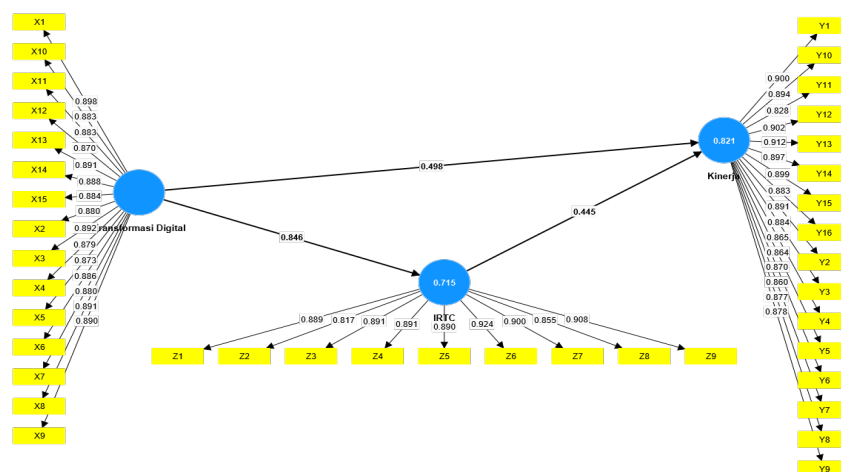 X1
X10
X11
X12
X13
X14
X15
X2
X3
X4
X5
X6
X7
X8
X9
0.898
0.883
0.883
0.870
0.891
0.888
0.884
0.880
0.892
0.879
0.873
0.886
0.880
0.891
0.890
ransformasi Digital
0.498
0.846
0.445
0.715
IRTC
0.889
0.817
0.891
0.891
0.890
0.924
0.900
0.855
0.908
Z1
Z2
Z3
Z4
Z5
Z6
Z7
Z8
Z9
0.821
Kinerja
0.900
0.894
0.828
0.902
0.912
0.897
0.899
0.883
0.891
0.884
0.865
0.864
0.870
0.860
0.877
0.878
Y1
Y10
Y11
Y12
Y13
Y14
Y15
Y16
Y2
Y3
Y4
Y5
Y6
Y7
Y8
Y9